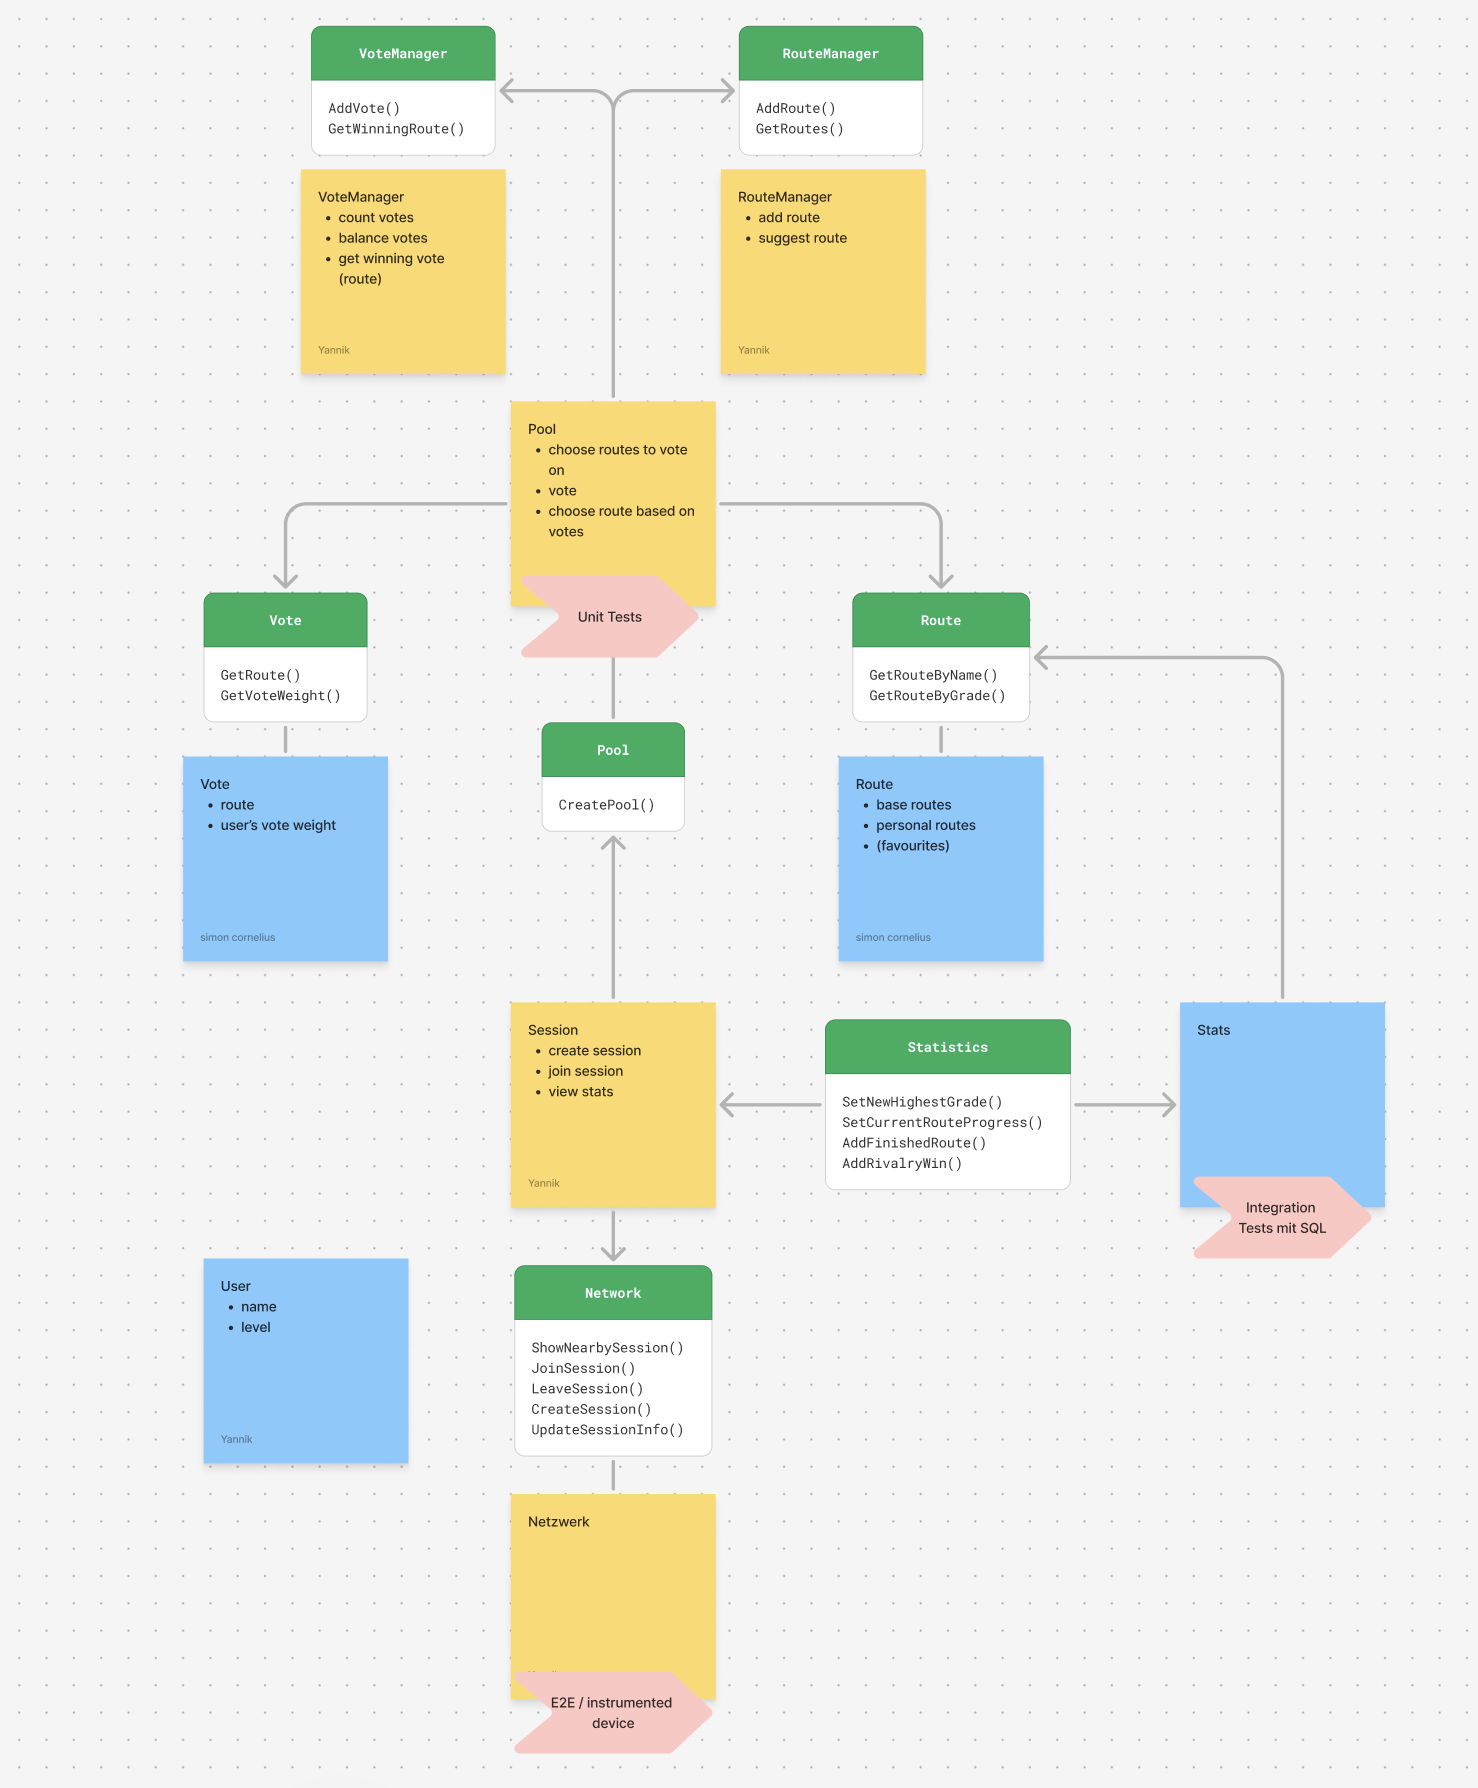 VoteManager
AddVote()
GetWinningRoute()
RouteManager
AddRoute()
GetRoutes()
VoteManager
• count votes
• balance votes
• get winning vote
(route)
Yannik
RouteManager
• add route
• suggest route
Yannik
Pool
• choose routes to vote
on
• vote
• choose route based on
votes
Unit Tests
Vote
GetRoute()
GetVoteWeight()
Route
GetRouteByName()
GetRouteByGrade()
Pool
CreatePool()
Vote
• route
• user’s vote weight
simon cornelius
Route
• base routes
• personal routes
• (favourites)
simon cornelius
Session
• create session
• join session
• view stats
Yannik
Statistics
SetNewHighestGrade()
SetCurrentRouteProgress()
AddFinishedRoute()
AddRivalryWin()
Stats
Integration
Tests mit SQL
User
• name
• level
Yannik
Network
ShowNearbySession()
JoinSession()
LeaveSession()
CreateSession()
UpdateSessionInfo()
Netzwerk
E2E / instrumented
device